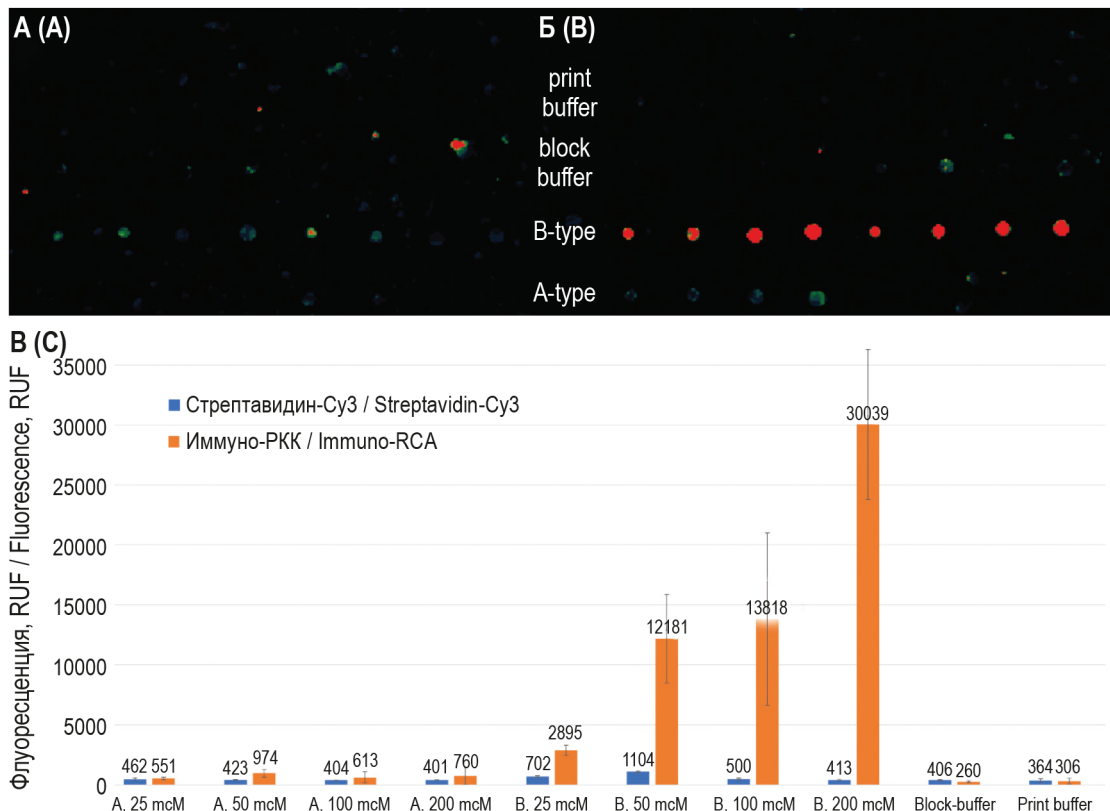 А (A)
Б (B)
print
buffer
block
buffer
B-type
A-type
В (C)
Флуоресценция, RUF / Fluorescence, RUF
35000
30000
25000
20000
15000
10000
5000
0
Стрептавидин-Cy3 / Streptavidin-Cy3
Иммуно-РКК / Immuno-RCA
462 551
423 974
404 613
401 760
702 2895
1104 12181
500 13818
413 30039
406 260
364 306
A. 25 mcM
A. 50 mcM
A. 100 mcM
A. 200 mcM
B. 25 mcM
B. 50 mcM
B. 100 mcM
B. 200 mcM
Block-buffer
Print buffer